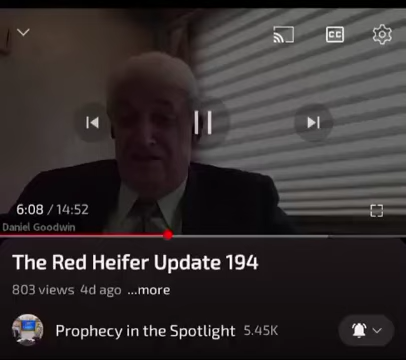 CC
6:08 / 14:52
Daniel Goodwin
The Red Heifer Update 194
803 views 4d ago ...more
Prophecy in the Spotlight 5.45K